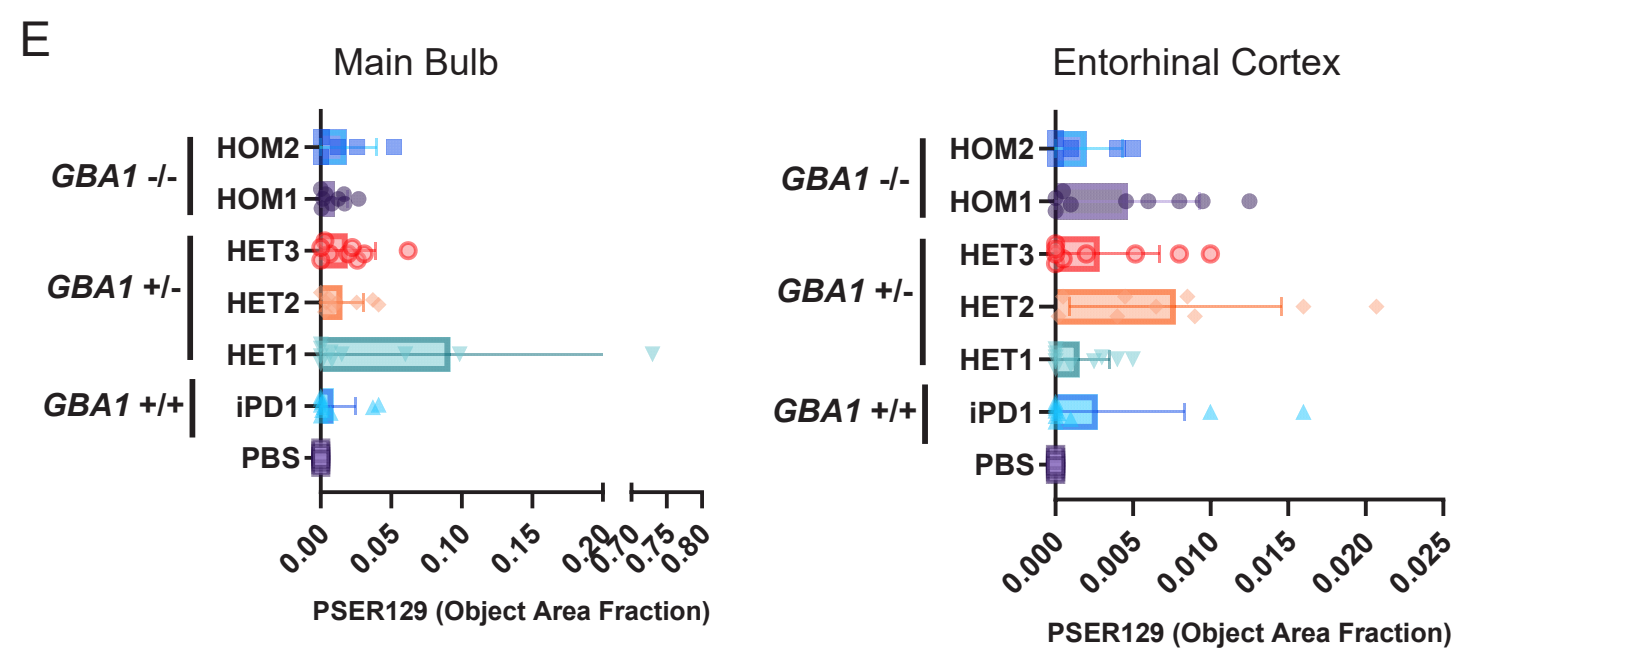 E
Main Bulb
GBA1 -/-
GBA1 +/-
GBA1 +/+
HOM2
HOM1
HET3
HET2
HET1
iPD1
PBS
0.00 0.05 0.10 0.15 0.20 0.70 0.75 0.80
PSER129 (Object Area Fraction)
Entorhinal Cortex
GBA1 -/-
GBA1 +/-
GBA1 +/+
HOM2
HOM1
HET3
HET2
HET1
iPD1
PBS
0.000 0.005 0.010 0.015 0.020 0.025
PSER129 (Object Area Fraction)